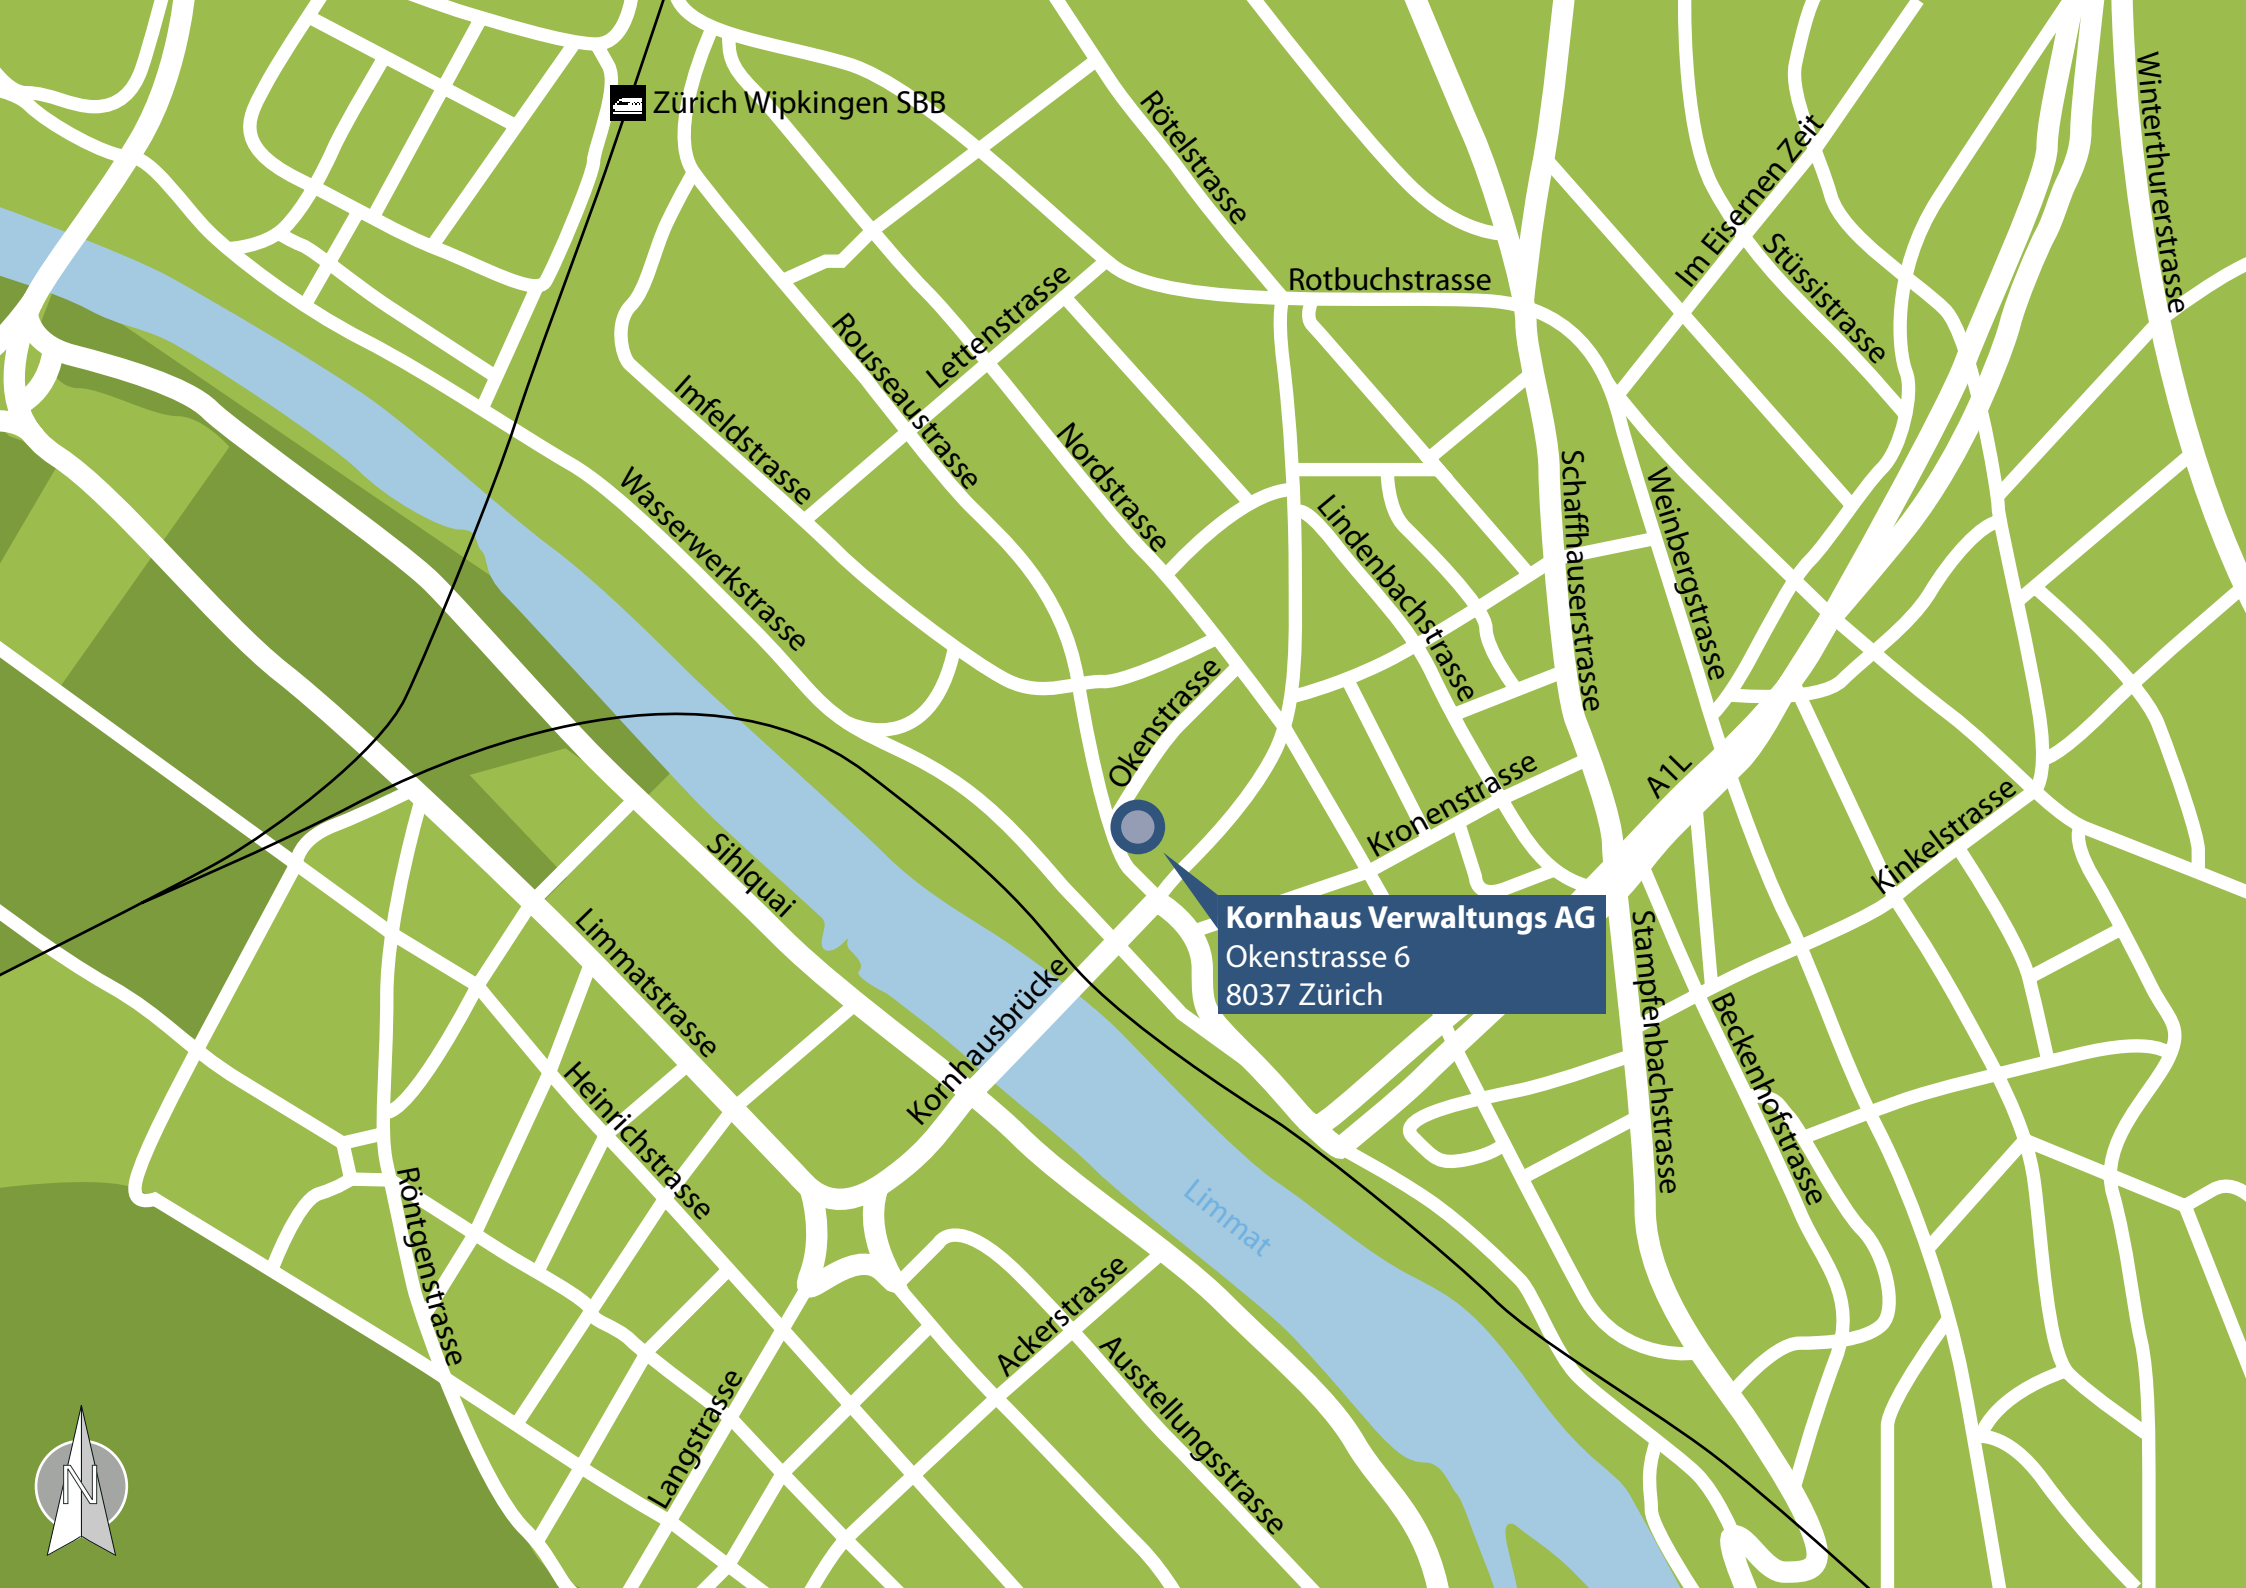 Zürich Wipkingen SBB
Rötelstrasse
Winterthurerstrasse
Im Eisernen Zeit
Stüssistrasse
Rotbuchstrasse
Lettenstrasse
Rousseaustrasse
Imfeldstrasse
Nordstrasse
Wasserwerkstrasse
Lindenbachstrasse
Schaffhauserstrasse
Weinbergstrasse
Okenstrasse
A1L
Kronenstrasse
Kinkelstrasse
Sihlquai
Kornhaus Verwaltungs AG
Okenstrasse 6
8037 Zürich
Limmatstrasse
Kornhausbrücke
Stampfenbachstrasse
Beckenhofstrasse
Heinrichstrasse
Röntgenstrasse
Limmat
Ackerstrasse
Ausstellungsstrasse
Langstrasse
N